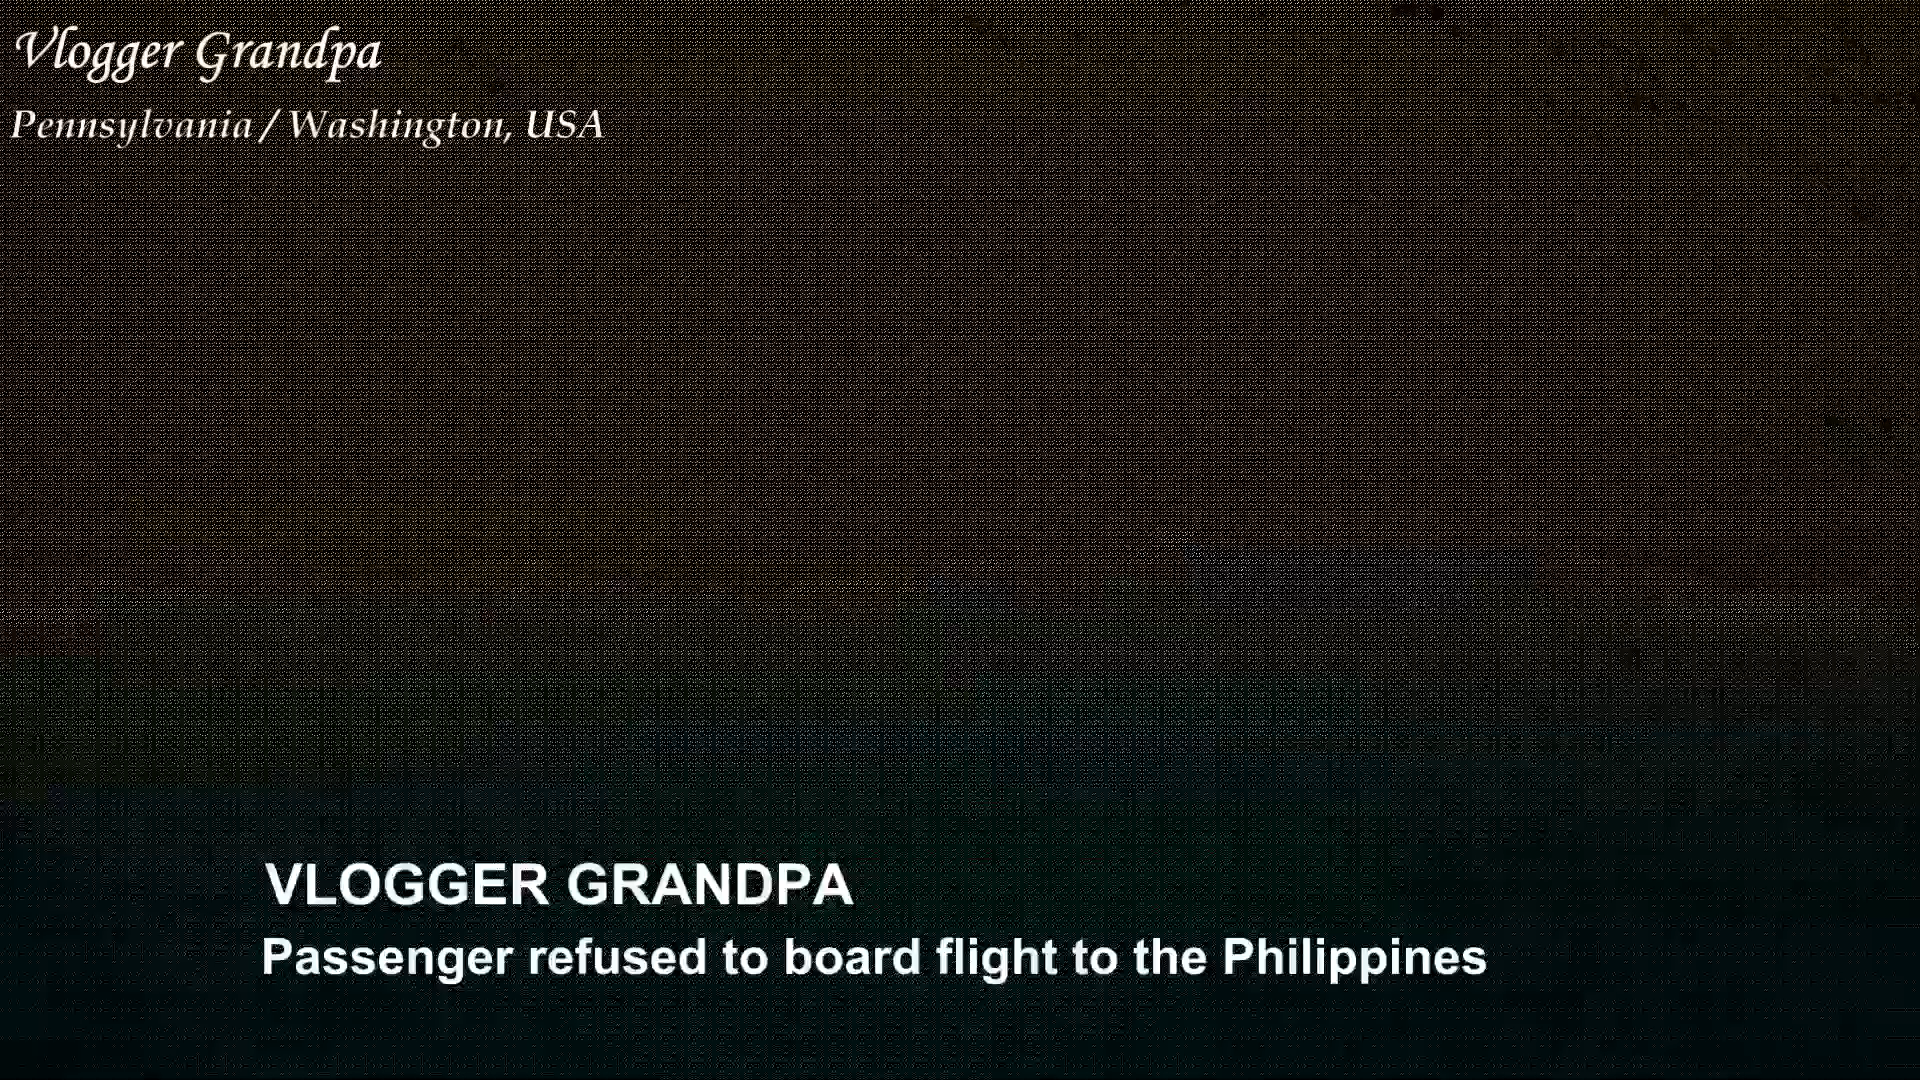 Vlogger Grandpa
Pennsylvania / Washington, USA
VLOGGER GRANDPA
Passenger refused to board flight to the Philippines